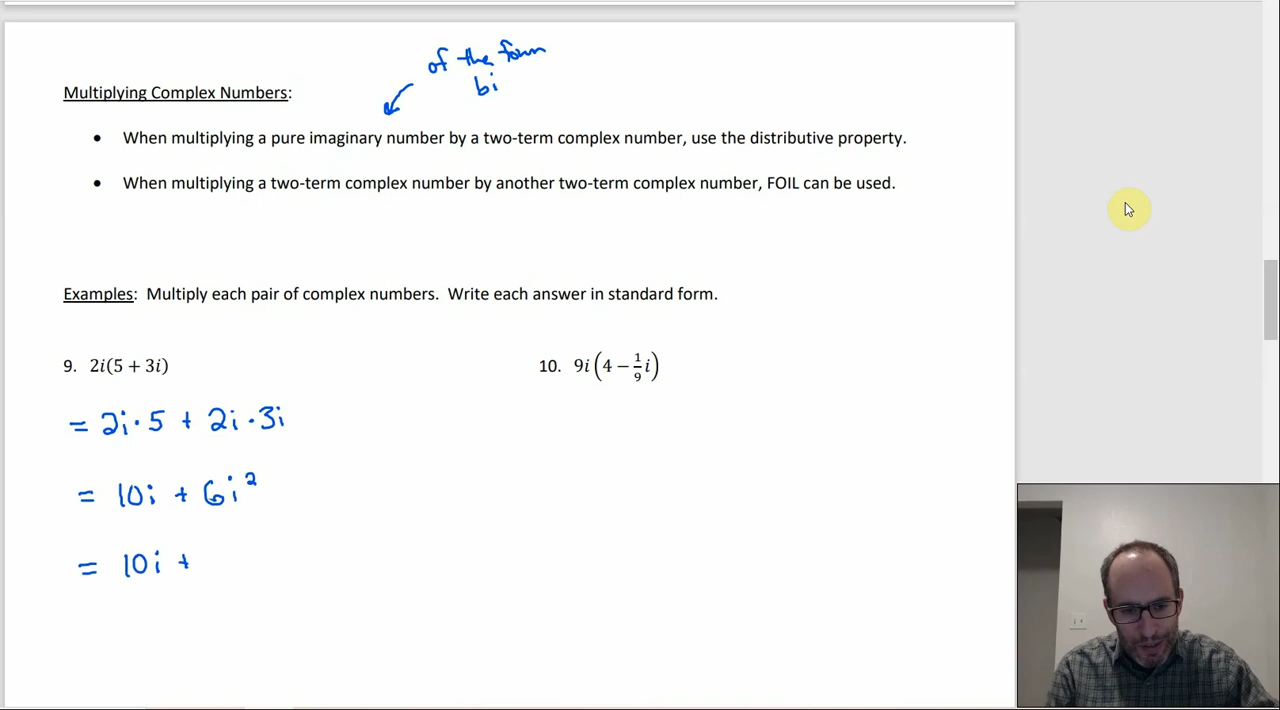 of the form
bi
Multiplying Complex Numbers:
• When multiplying a pure imaginary number by a two-term complex number, use the distributive property.
• When multiplying a two-term complex number by another two-term complex number, FOIL can be used.
Examples: Multiply each pair of complex numbers. Write each answer in standard form.
9. 2i(5 + 3i)
10. 9i(4 − 1/9 i)
= 2i · 5 + 2i · 3i
= 10i + 6i²
= 10i +